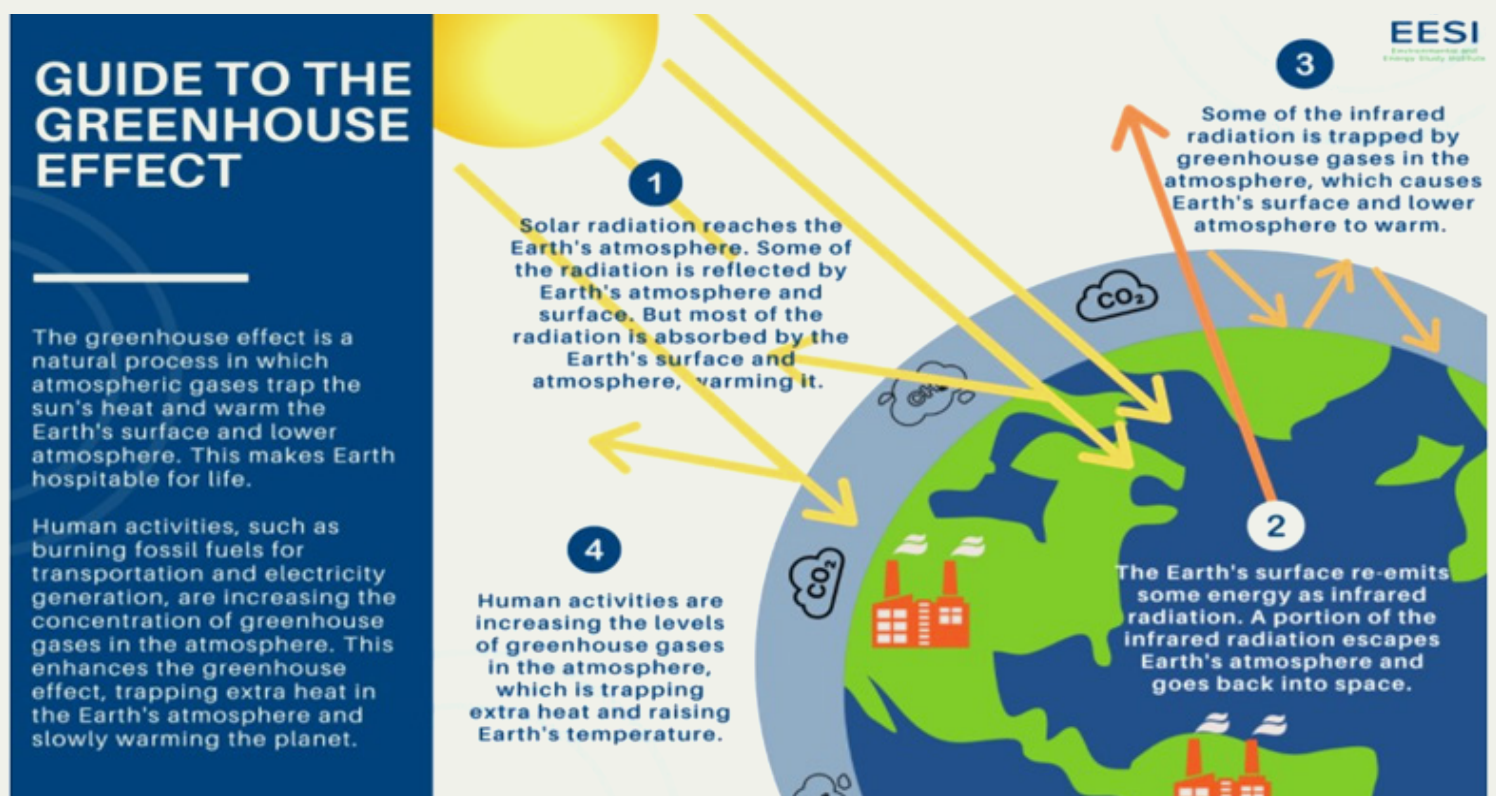 GUIDE TO THE
GREENHOUSE
EFFECT
The greenhouse effect is a
natural process in which
atmospheric gases trap the
sun's heat and warm the
Earth's surface and lower
atmosphere. This makes Earth
hospitable for life.
Human activities, such as
burning fossil fuels for
transportation and electricity
generation, are increasing the
concentration of greenhouse
gases in the atmosphere. This
enhances the greenhouse
effect, trapping extra heat in
the Earth's atmosphere and
slowly warming the planet.
1
Solar radiation reaches the
Earth's atmosphere. Some of
the radiation is reflected by
Earth's atmosphere and
surface. But most of the
radiation is absorbed by the
Earth's surface and
atmosphere, warming it.
2
The Earth's surface re-emits
some energy as infrared
radiation. A portion of the
infrared radiation escapes
Earth's atmosphere and
goes back into space.
3
Some of the infrared
radiation is trapped by
greenhouse gases in the
atmosphere, which causes
Earth's surface and lower
atmosphere to warm.
4
Human activities are
increasing the levels
of greenhouse gases
in the atmosphere,
which is trapping
extra heat and raising
Earth's temperature.
CO₂
CO₂
EESI
Environmental and
Energy Study Institute